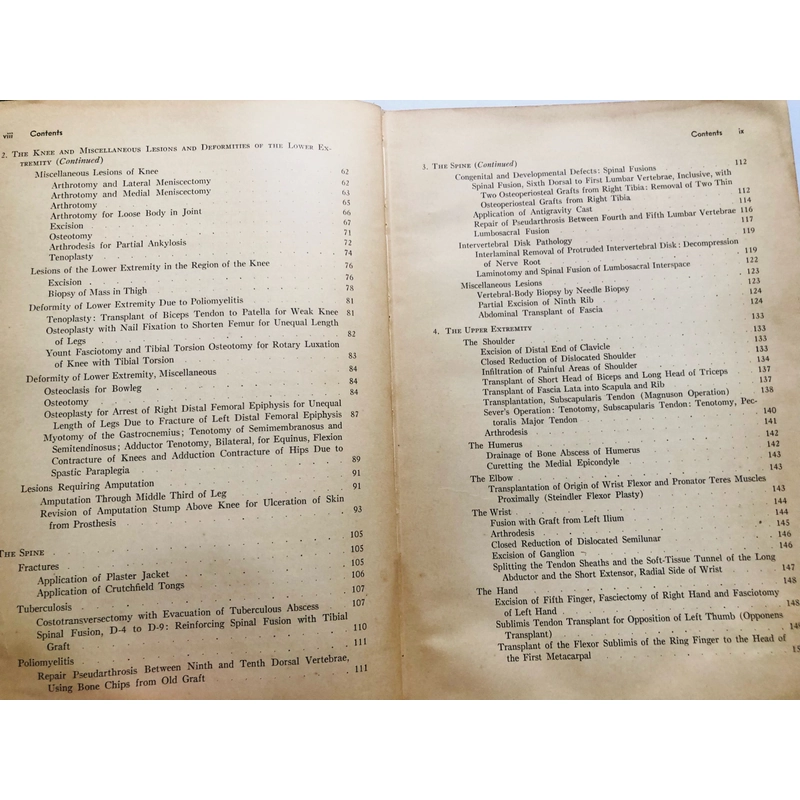 viii Contents
2. The Knee and Miscellaneous Lesions and Deformities of the Lower Ex-
tremity (Continued)
Miscellaneous Lesions of Knee . . . 62
Arthrotomy and Lateral Meniscectomy . . . 62
Arthrotomy and Medial Meniscectomy . . . 63
Arthrotomy . . . 65
Arthrotomy for Loose Body in Joint . . . 66
Excision . . . 67
Osteotomy . . . 71
Arthrodesis for Partial Ankylosis . . . 72
Tenoplasty . . . 74
Lesions of the Lower Extremity in the Region of the Knee . . . 76
Excision . . . 76
Biopsy of Mass in Thigh . . . 78
Deformity of Lower Extremity Due to Poliomyelitis . . . 81
Tenoplasty: Transplant of Biceps Tendon to Patella for Weak Knee 81
Osteoplasty with Nail Fixation to Shorten Femur for Unequal Length
of Legs . . . 82
Yount Fasciotomy and Tibial Torsion Osteotomy for Rotary Luxation
of Knee with Tibial Torsion . . . 83
Deformity of Lower Extremity, Miscellaneous . . . 84
Osteoclasis for Bowleg . . . 84
Osteotomy . . . 84
Osteoplasty for Arrest of Right Distal Femoral Epiphysis for Unequal
Length of Legs Due to Fracture of Left Distal Femoral Epiphysis 87
Myotomy of the Gastrocnemius; Tenotomy of Semimembranosus and
Semitendinosus; Adductor Tenotomy, Bilateral, for Equinus, Flexion
Contracture of Knees and Adduction Contracture of Hips Due to
Spastic Paraplegia . . . 89
Lesions Requiring Amputation . . . 91
Amputation Through Middle Third of Leg . . . 91
Revision of Amputation Stump Above Knee for Ulceration of Skin
from Prosthesis . . . 93
The Spine . . . 105
Fractures . . . 105
Application of Plaster Jacket . . . 105
Application of Crutchfield Tongs . . . 106
Tuberculosis . . . 107
Costotransversectomy with Evacuation of Tuberculous Abscess 107
Spinal Fusion, D-4 to D-9: Reinforcing Spinal Fusion with Tibial
Graft . . . 110
Poliomyelitis . . . 111
Repair Pseudarthrosis Between Ninth and Tenth Dorsal Vertebrae,
Using Bone Chips from Old Graft . . . 111
Contents ix
3. The Spine (Continued)
Congenital and Developmental Defects: Spinal Fusions . . . 112
Spinal Fusion, Sixth Dorsal to First Lumbar Vertebrae, Inclusive, with
Two Osteoperiosteal Grafts from Right Tibia: Removal of Two Thin
Osteoperiosteal Grafts from Right Tibia . . . 112
Application of Antigravity Cast . . . 114
Repair of Pseudarthrosis Between Fourth and Fifth Lumbar Vertebrae 116
Lumbosacral Fusion . . . 117
Intervertebral Disk Pathology . . . 119
Interlaminal Removal of Protruded Intervertebral Disk: Decompression
of Nerve Root . . . 119
Laminotomy and Spinal Fusion of Lumbosacral Interspace . . . 122
Miscellaneous Lesions . . . 123
Vertebral-Body Biopsy by Needle Biopsy . . . 123
Partial Excision of Ninth Rib . . . 124
Abdominal Transplant of Fascia . . . 124
4. The Upper Extremity . . . 133
The Shoulder . . . 133
Excision of Distal End of Clavicle . . . 133
Closed Reduction of Dislocated Shoulder . . . 133
Infiltration of Painful Areas of Shoulder . . . 134
Transplant of Short Head of Biceps and Long Head of Triceps . . . 137
Transplant of Fascia Lata into Scapula and Rib . . . 137
Transplantation, Subscapularis Tendon (Magnuson Operation) . . . 138
Sever's Operation: Tenotomy, Subscapularis Tendon: Tenotomy, Pec-
toralis Major Tendon . . . 140
Arthrodesis . . . 141
The Humerus . . . 142
Drainage of Bone Abscess of Humerus . . . 142
Curetting the Medial Epicondyle . . . 143
The Elbow . . . 143
Transplantation of Origin of Wrist Flexor and Pronator Teres Muscles
Proximally (Steindler Flexor Plasty) . . . 143
The Wrist . . . 144
Fusion with Graft from Left Ilium . . . 144
Arthrodesis . . . 145
Closed Reduction of Dislocated Semilunar . . . 146
Excision of Ganglion . . . 146
Splitting the Tendon Sheaths and the Soft-Tissue Tunnel of the Long
Abductor and the Short Extensor, Radial Side of Wrist . . . 147
The Hand . . . 148
Excision of Fifth Finger, Fasciectomy of Right Hand and Fasciotomy
of Left Hand . . . 148
Sublimis Tendon Transplant for Opposition of Left Thumb (Opponens
Transplant) . . . 149
Transplant of the Flexor Sublimis of the Ring Finger to the Head of
the First Metacarpal